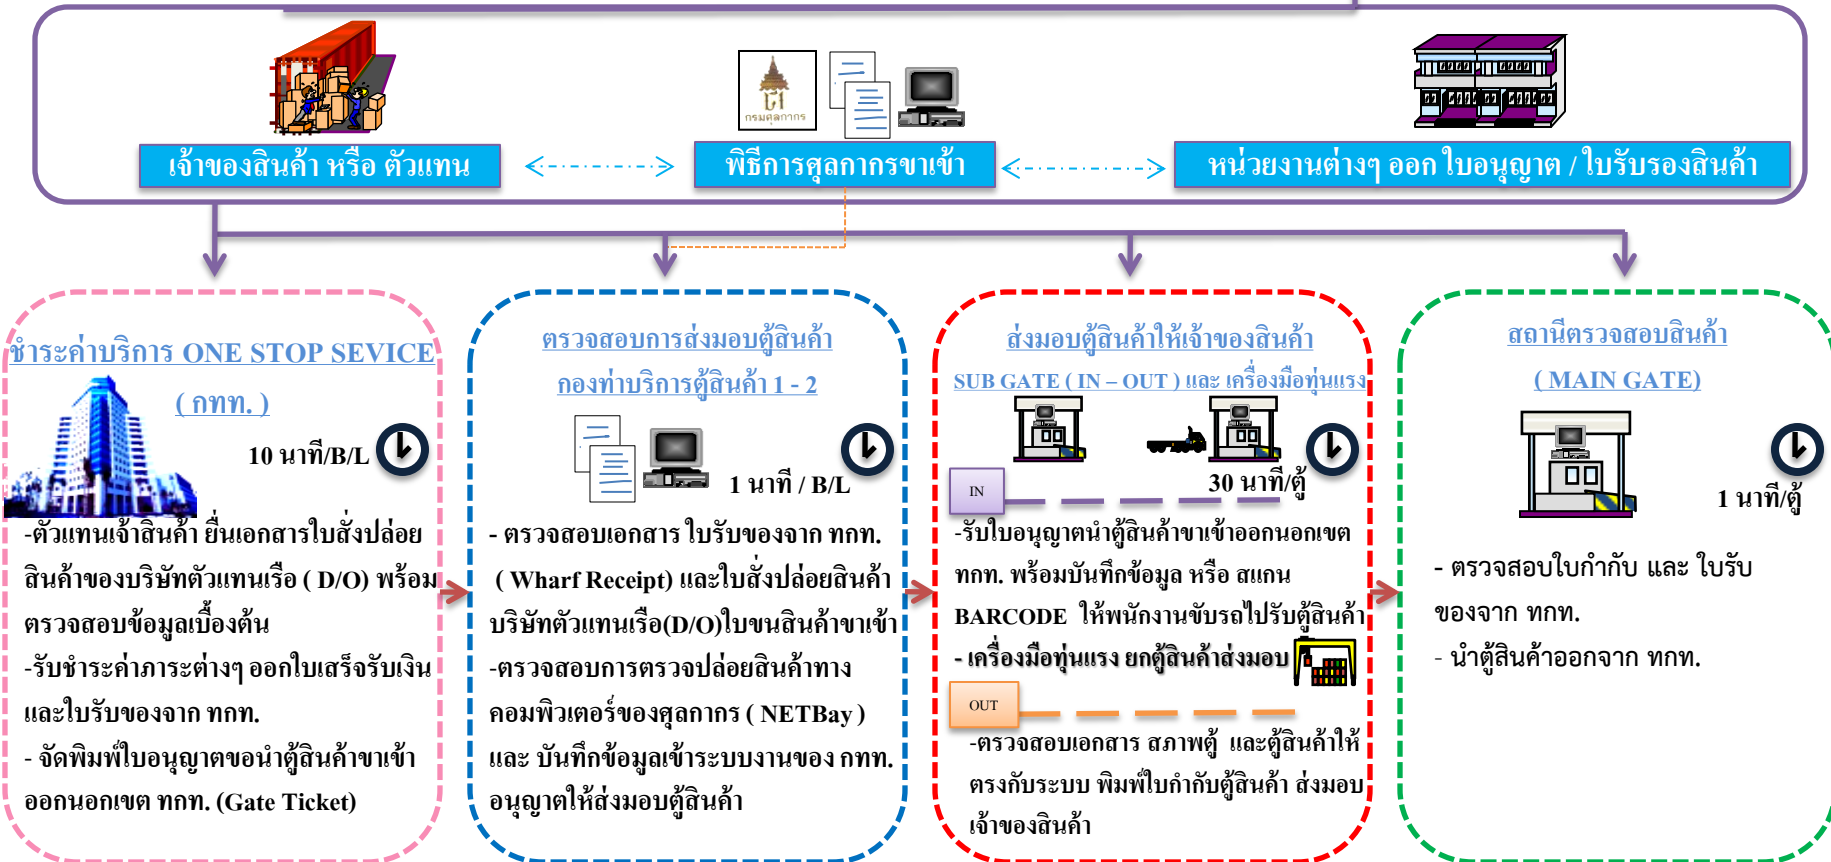 กรมศุลกากร
เจ้าของสินค้า หรือ ตัวแทน
พิธีการศุลกากรขาเข้า
หน่วยงานต่างๆ ออก ใบอนุญาต / ใบรับรองสินค้า
ชำระค่าบริการ ONE STOP SEVICE
( กทท. )
10 นาที/B/L
-ตัวแทนเจ้าสินค้า ยื่นเอกสารใบสั่งปล่อย
สินค้าของบริษัทตัวแทนเรือ ( D/O) พร้อม
ตรวจสอบข้อมูลเบื้องต้น
-รับชำระค่าภาระต่างๆ ออกใบเสร็จรับเงิน
และใบรับของจาก ทกท.
- จัดพิมพ์ใบอนุญาตขอนำตู้สินค้าขาเข้า
ออกนอกเขต ทกท. (Gate Ticket)
ตรวจสอบการส่งมอบตู้สินค้า
กองท่าบริการตู้สินค้า 1 - 2
1 นาที / B/L
- ตรวจสอบเอกสาร ใบรับของจาก ทกท.
( Wharf Receipt) และใบสั่งปล่อยสินค้า
บริษัทตัวแทนเรือ(D/O)ใบขนสินค้าขาเข้า
-ตรวจสอบการตรวจปล่อยสินค้าทาง
คอมพิวเตอร์ของศุลกากร ( NETBay )
และ บันทึกข้อมูลเข้าระบบงานของ กทท.
อนุญาตให้ส่งมอบตู้สินค้า
ส่งมอบตู้สินค้าให้เจ้าของสินค้า
SUB GATE ( IN – OUT ) และ เครื่องมือทุ่นแรง
30 นาที/ตู้
IN
-รับใบอนุญาตนำตู้สินค้าขาเข้าออกนอกเขต
ทกท. พร้อมบันทึกข้อมูล หรือ สแกน
BARCODE ให้พนักงานขับรถไปรับตู้สินค้า
- เครื่องมือทุ่นแรง ยกตู้สินค้าส่งมอบ
OUT
-ตรวจสอบเอกสาร สภาพตู้ และตู้สินค้าให้
ตรงกับระบบ พิมพ์ใบกำกับตู้สินค้า ส่งมอบ
เจ้าของสินค้า
สถานีตรวจสอบสินค้า
( MAIN GATE)
1 นาที/ตู้
- ตรวจสอบใบกำกับ และ ใบรับ
ของจาก ทกท.
- นำตู้สินค้าออกจาก ทกท.